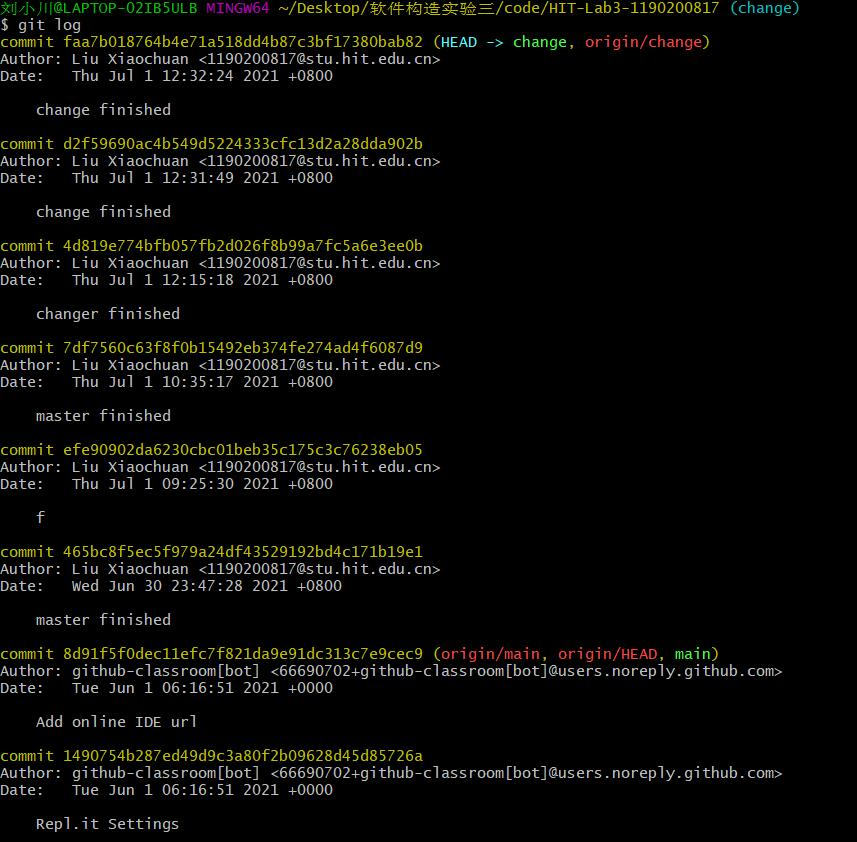 刘小川@LAPTOP-02IB5ULB MINGW64 ~/Desktop/软件构造实验三/code/HIT-Lab3-1190200817 (change)
$ git log
commit faa7b018764b4e71a518dd4b87c3bf17380bab82 (HEAD -> change, origin/change)
Author: Liu Xiaochuan <1190200817@stu.hit.edu.cn>
Date:   Thu Jul 1 12:32:24 2021 +0800
    change finished
commit d2f59690ac4b549d5224333cfc13d2a28dda902b
Author: Liu Xiaochuan <1190200817@stu.hit.edu.cn>
Date:   Thu Jul 1 12:31:49 2021 +0800
    change finished
commit 4d819e774bfb057fb2d026f8b99a7fc5a6e3ee0b
Author: Liu Xiaochuan <1190200817@stu.hit.edu.cn>
Date:   Thu Jul 1 12:15:18 2021 +0800
    changer finished
commit 7df7560c63f8f0b15492eb374fe274ad4f6087d9
Author: Liu Xiaochuan <1190200817@stu.hit.edu.cn>
Date:   Thu Jul 1 10:35:17 2021 +0800
    master finished
commit efe90902da6230cbc01beb35c175c3c76238eb05
Author: Liu Xiaochuan <1190200817@stu.hit.edu.cn>
Date:   Thu Jul 1 09:25:30 2021 +0800
    f
commit 465bc8f5ec5f979a24df43529192bd4c171b19e1
Author: Liu Xiaochuan <1190200817@stu.hit.edu.cn>
Date:   Wed Jun 30 23:47:28 2021 +0800
    master finished
commit 8d91f5f0dec11efc7f821da9e91dc313c7e9cec9 (origin/main, origin/HEAD, main)
Author: github-classroom[bot] <66690702+github-classroom[bot]@users.noreply.github.com>
Date:   Tue Jun 1 06:16:51 2021 +0000
    Add online IDE url
commit 1490754b287ed49d9c3a80f2b09628d45d85726a
Author: github-classroom[bot] <66690702+github-classroom[bot]@users.noreply.github.com>
Date:   Tue Jun 1 06:16:51 2021 +0000
    Repl.it Settings